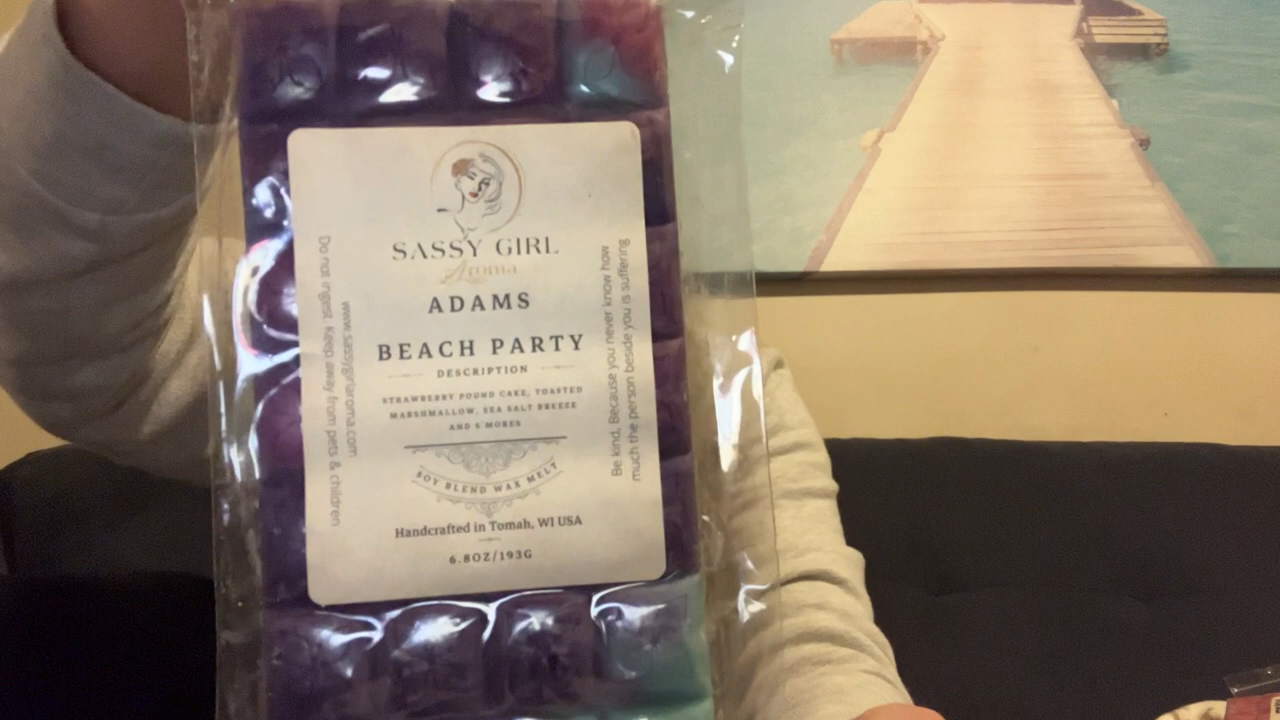 SASSY GIRL
Aroma
ADAMS
BEACH PARTY
DESCRIPTION
STRAWBERRY POUND CAKE, TOASTED
MARSHMALLOW, SEA SALT BREEZE
AND S'MORES
SOY BLEND WAX MELT
Handcrafted in Tomah, WI USA
6.8OZ/193G
Do not ingest. Keep away from pets & children
www.sassygirlaroma.com
Be kind, Because you never know how
much the person beside you is suffering